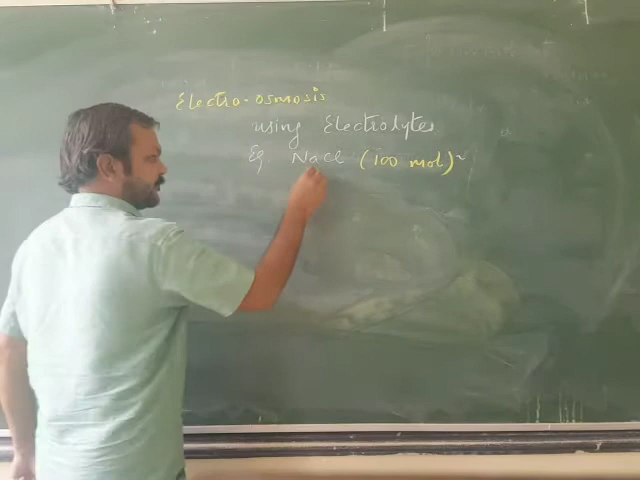 Electro-osmosis
using Electrolytes
Eg NaCl (100 mol)~